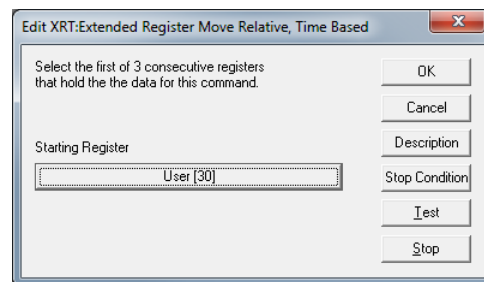 Edit XRT:Extended Register Move Relative, Time Based
Select the first of 3 consecutive registers
that hold the the data for this command.
OK
Cancel
Starting Register
Description
User [30]
Stop Condition
Test
Stop